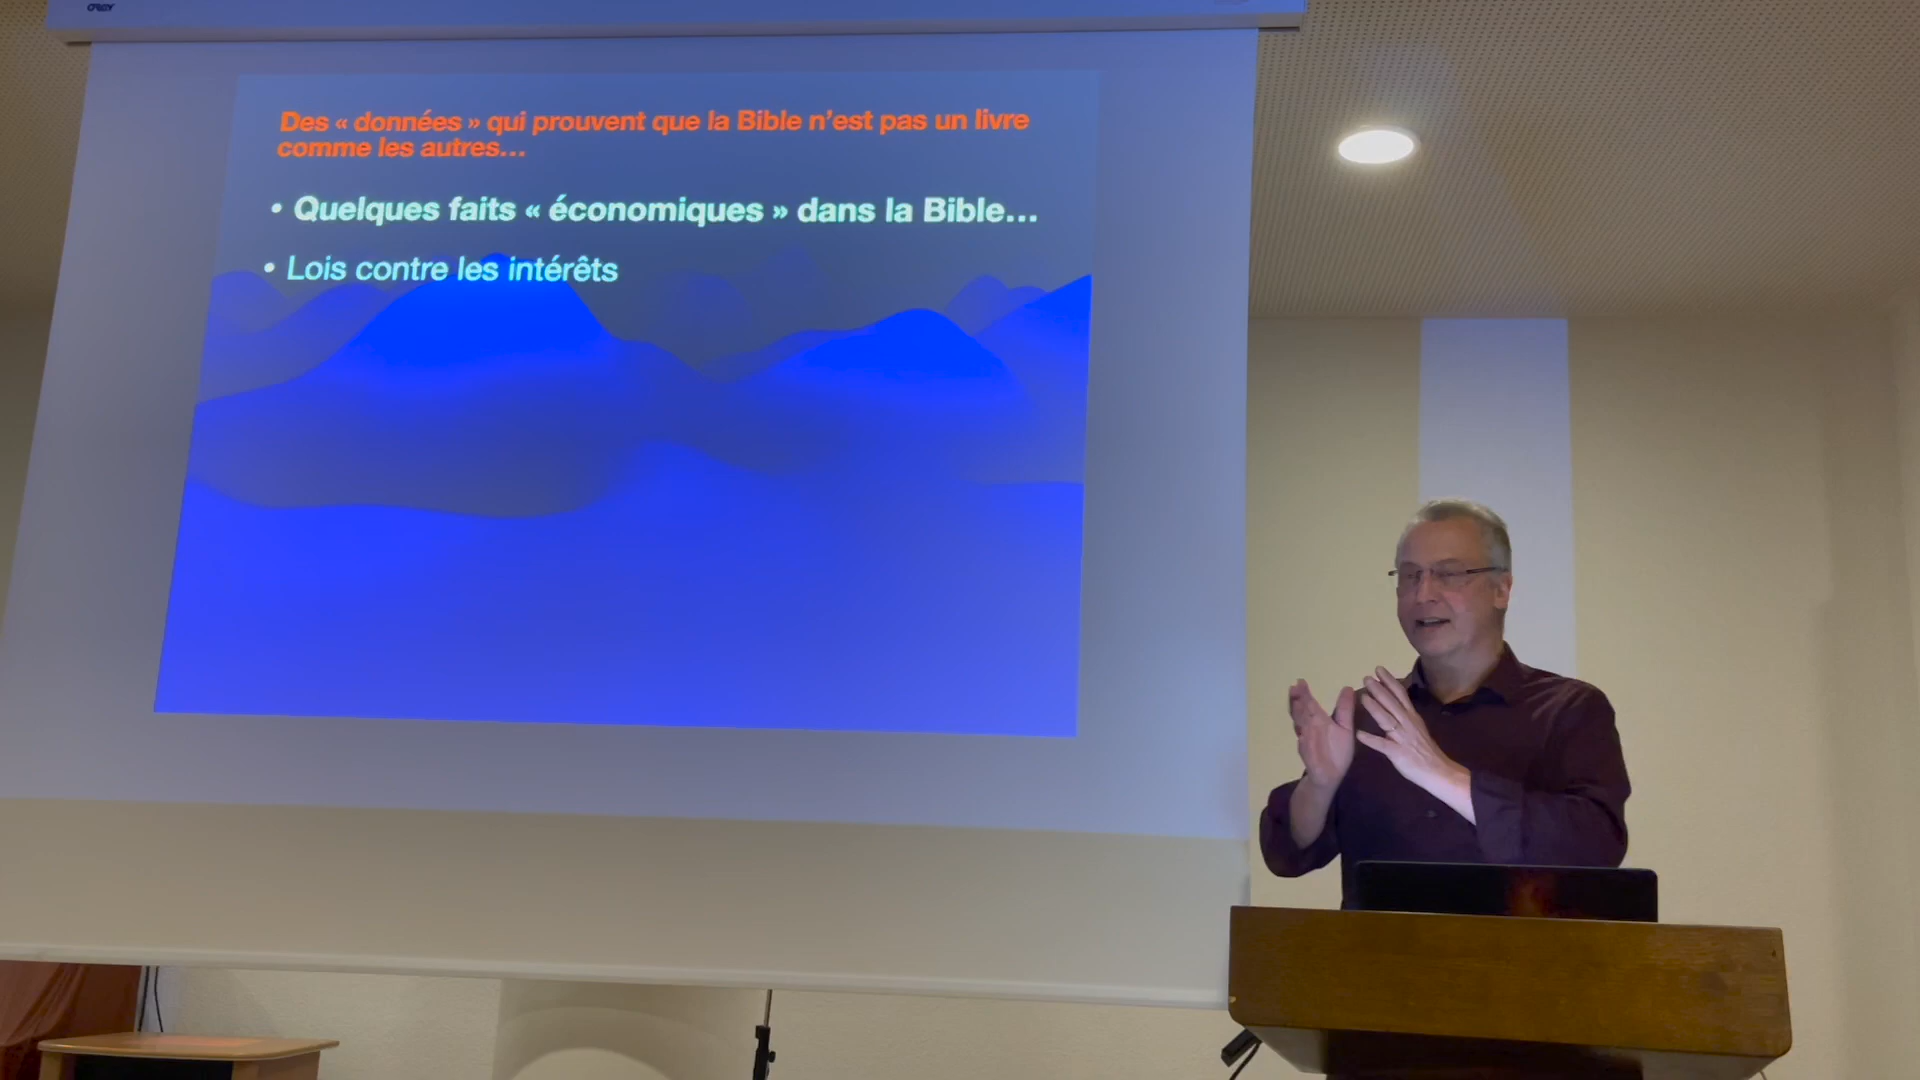 Des « données » qui prouvent que la Bible n’est pas un livre
comme les autres…
• Quelques faits « économiques » dans la Bible…
• Lois contre les intérêts